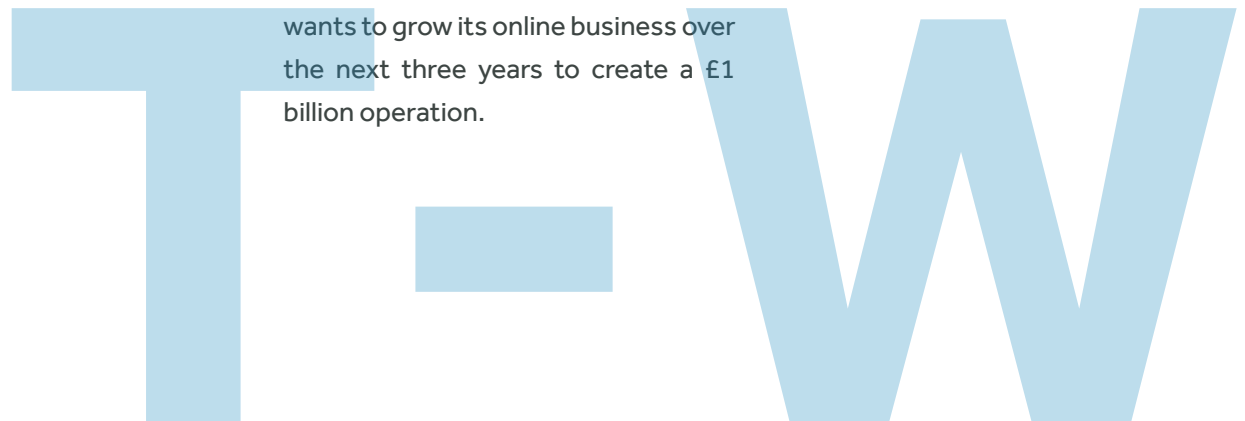 wants to grow its online business over
the next three years to create a £1
billion operation.
T - W